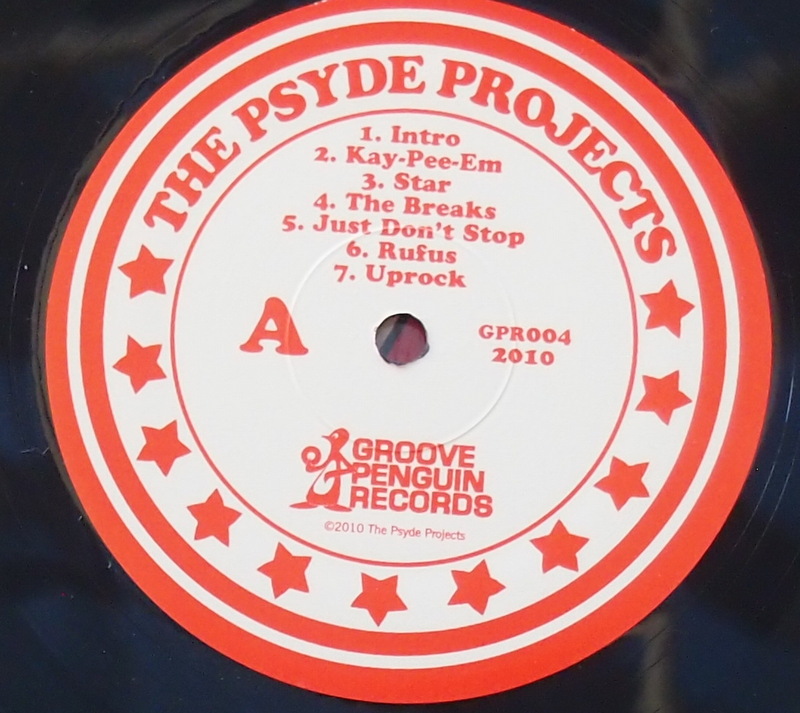 THE PSYDE PROJECTS
1. Intro
2. Kay-Pee-Em
3. Star
4. The Breaks
5. Just Don't Stop
6. Rufus
7. Uprock
A
GPR004
2010
GROOVE
PENGUIN
RECORDS
©2010 The Psyde Projects